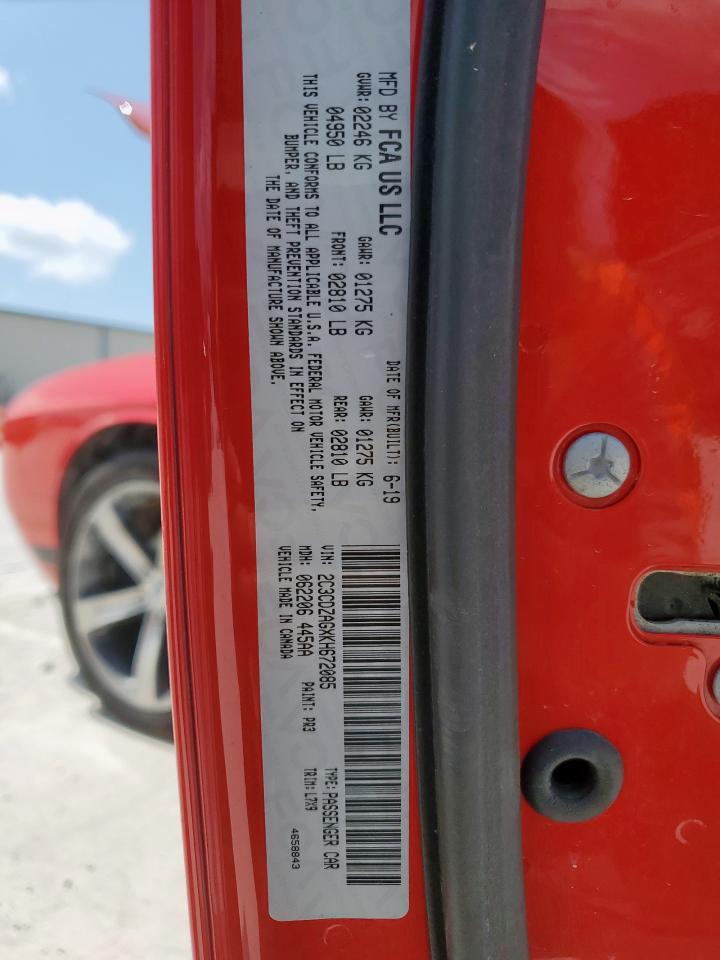 MFD BY FCA US LLC DATE OF MFR(BUILT): 6-19
GVWR: 02246 KG GAWR: 01275 KG GAWR: 01275 KG
04950 LB FRONT: 02810 LB REAR: 02810 LB
THIS VEHICLE CONFORMS TO ALL APPLICABLE U.S.A. FEDERAL MOTOR VEHICLE SAFETY,
BUMPER, AND THEFT PREVENTION STANDARDS IN EFFECT ON
THE DATE OF MANUFACTURE SHOWN ABOVE.
VIN: 2C3CDZAGXKH672085 TYPE: PASSENGER CAR
MDH: 062206 445AA PAINT: PR3 TRIM: L7X9
VEHICLE MADE IN CANADA 4658843